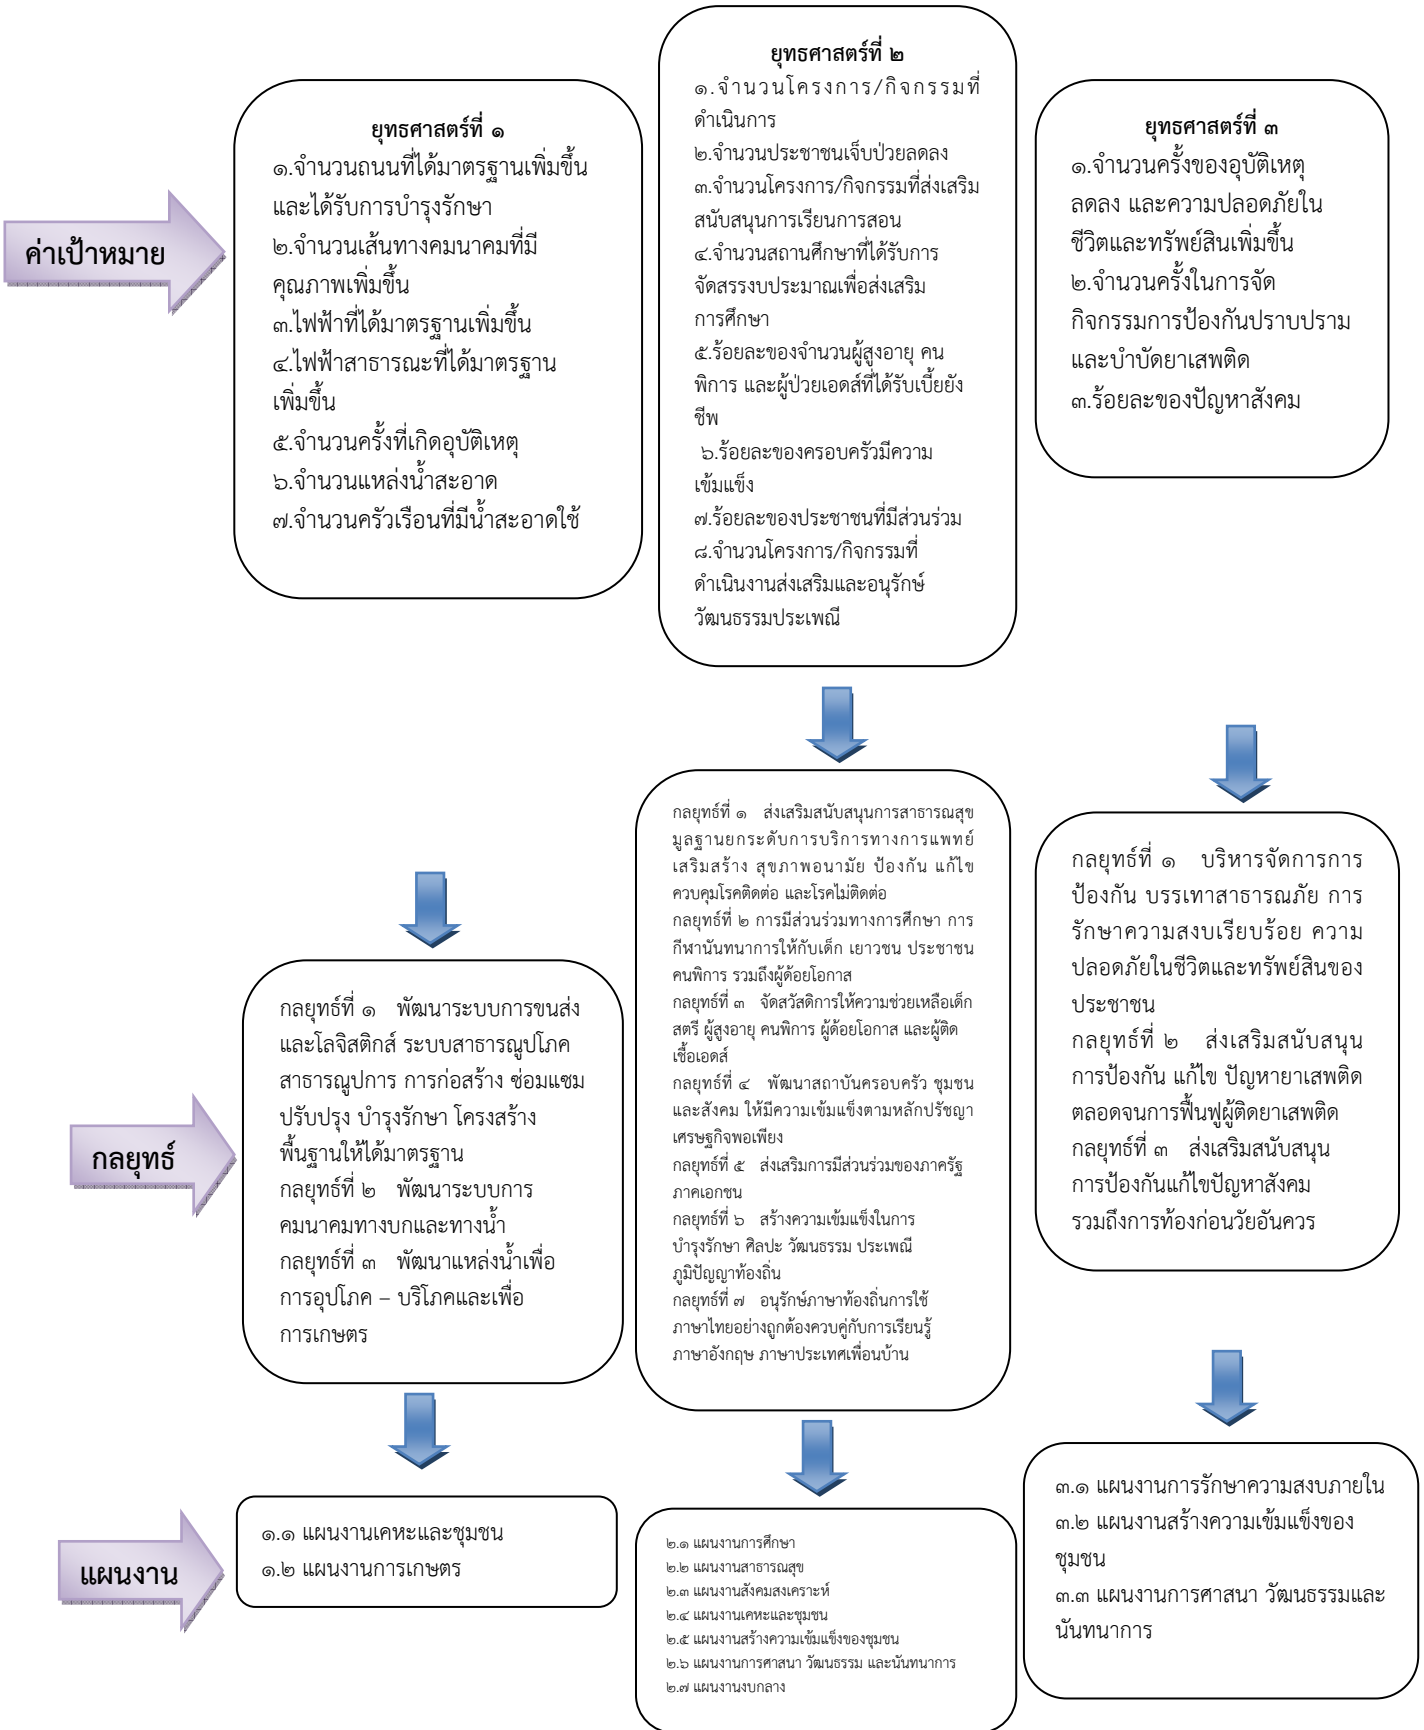 ค่าเป้าหมาย
ยุทธศาสตร์ที่ ๑
๑.จำนวนถนนที่ได้มาตรฐานเพิ่มขึ้น
และได้รับการบำรุงรักษา
๒.จำนวนเส้นทางคมนาคมที่มี
คุณภาพเพิ่มขึ้น
๓.ไฟฟ้าที่ได้มาตรฐานเพิ่มขึ้น
๔.ไฟฟ้าสาธารณะที่ได้มาตรฐาน
เพิ่มขึ้น
๕.จำนวนครั้งที่เกิดอุบัติเหตุ
๖.จำนวนแหล่งน้ำสะอาด
๗.จำนวนครัวเรือนที่มีน้ำสะอาดใช้
ยุทธศาสตร์ที่ ๒
๑.จำนวนโครงการ/กิจกรรมที่
ดำเนินการ
๒.จำนวนประชาชนเจ็บป่วยลดลง
๓.จำนวนโครงการ/กิจกรรมที่ส่งเสริม
สนับสนุนการเรียนการสอน
๔.จำนวนสถานศึกษาที่ได้รับการ
จัดสรรงบประมาณเพื่อส่งเสริม
การศึกษา
๕.ร้อยละของจำนวนผู้สูงอายุ คน
พิการ และผู้ป่วยเอดส์ที่ได้รับเบี้ยยัง
ชีพ
๖.ร้อยละของครอบครัวมีความ
เข้มแข็ง
๗.ร้อยละของประชาชนที่มีส่วนร่วม
๘.จำนวนโครงการ/กิจกรรมที่
ดำเนินงานส่งเสริมและอนุรักษ์
วัฒนธรรมประเพณี
ยุทธศาสตร์ที่ ๓
๑.จำนวนครั้งของอุบัติเหตุ
ลดลง และความปลอดภัยใน
ชีวิตและทรัพย์สินเพิ่มขึ้น
๒.จำนวนครั้งในการจัด
กิจกรรมการป้องกันปราบปราม
และบำบัดยาเสพติด
๓.ร้อยละของปัญหาสังคม
กลยุทธ์
กลยุทธ์ที่ ๑ พัฒนาระบบการขนส่ง
และโลจิสติกส์ ระบบสาธารณูปโภค
สาธารณูปการ การก่อสร้าง ซ่อมแซม
ปรับปรุง บำรุงรักษา โครงสร้าง
พื้นฐานให้ได้มาตรฐาน
กลยุทธ์ที่ ๒ พัฒนาระบบการ
คมนาคมทางบกและทางน้ำ
กลยุทธ์ที่ ๓ พัฒนาแหล่งน้ำเพื่อ
การอุปโภค – บริโภคและเพื่อ
การเกษตร
กลยุทธ์ที่ ๑ ส่งเสริมสนับสนุนการสาธารณสุข
มูลฐานยกระดับการบริการทางการแพทย์
เสริมสร้าง สุขภาพอนามัย ป้องกัน แก้ไข
ควบคุมโรคติดต่อ และโรคไม่ติดต่อ
กลยุทธ์ที่ ๒ การมีส่วนร่วมทางการศึกษา การ
กีฬานันทนาการให้กับเด็ก เยาวชน ประชาชน
คนพิการ รวมถึงผู้ด้อยโอกาส
กลยุทธ์ที่ ๓ จัดสวัสดิการให้ความช่วยเหลือเด็ก
สตรี ผู้สูงอายุ คนพิการ ผู้ด้อยโอกาส และผู้ติด
เชื้อเอดส์
กลยุทธ์ที่ ๔ พัฒนาสถาบันครอบครัว ชุมชน
และสังคม ให้มีความเข้มแข็งตามหลักปรัชญา
เศรษฐกิจพอเพียง
กลยุทธ์ที่ ๕ ส่งเสริมการมีส่วนร่วมของภาครัฐ
ภาคเอกชน
กลยุทธ์ที่ ๖ สร้างความเข้มแข็งในการ
บำรุงรักษา ศิลปะ วัฒนธรรม ประเพณี
ภูมิปัญญาท้องถิ่น
กลยุทธ์ที่ ๗ อนุรักษ์ภาษาท้องถิ่นการใช้
ภาษาไทยอย่างถูกต้องควบคู่กับการเรียนรู้
ภาษาอังกฤษ ภาษาประเทศเพื่อนบ้าน
กลยุทธ์ที่ ๑ บริหารจัดการการ
ป้องกัน บรรเทาสาธารณภัย การ
รักษาความสงบเรียบร้อย ความ
ปลอดภัยในชีวิตและทรัพย์สินของ
ประชาชน
กลยุทธ์ที่ ๒ ส่งเสริมสนับสนุน
การป้องกัน แก้ไข ปัญหายาเสพติด
ตลอดจนการฟื้นฟูผู้ติดยาเสพติด
กลยุทธ์ที่ ๓ ส่งเสริมสนับสนุน
การป้องกันแก้ไขปัญหาสังคม
รวมถึงการท้องก่อนวัยอันควร
แผนงาน
๑.๑ แผนงานเคหะและชุมชน
๑.๒ แผนงานการเกษตร
๒.๑ แผนงานการศึกษา
๒.๒ แผนงานสาธารณสุข
๒.๓ แผนงานสังคมสงเคราะห์
๒.๔ แผนงานเคหะและชุมชน
๒.๕ แผนงานสร้างความเข้มแข็งของชุมชน
๒.๖ แผนงานการศาสนา วัฒนธรรม และนันทนาการ
๒.๗ แผนงานงบกลาง
๓.๑ แผนงานการรักษาความสงบภายใน
๓.๒ แผนงานสร้างความเข้มแข็งของ
ชุมชน
๓.๓ แผนงานการศาสนา วัฒนธรรมและ
นันทนาการ